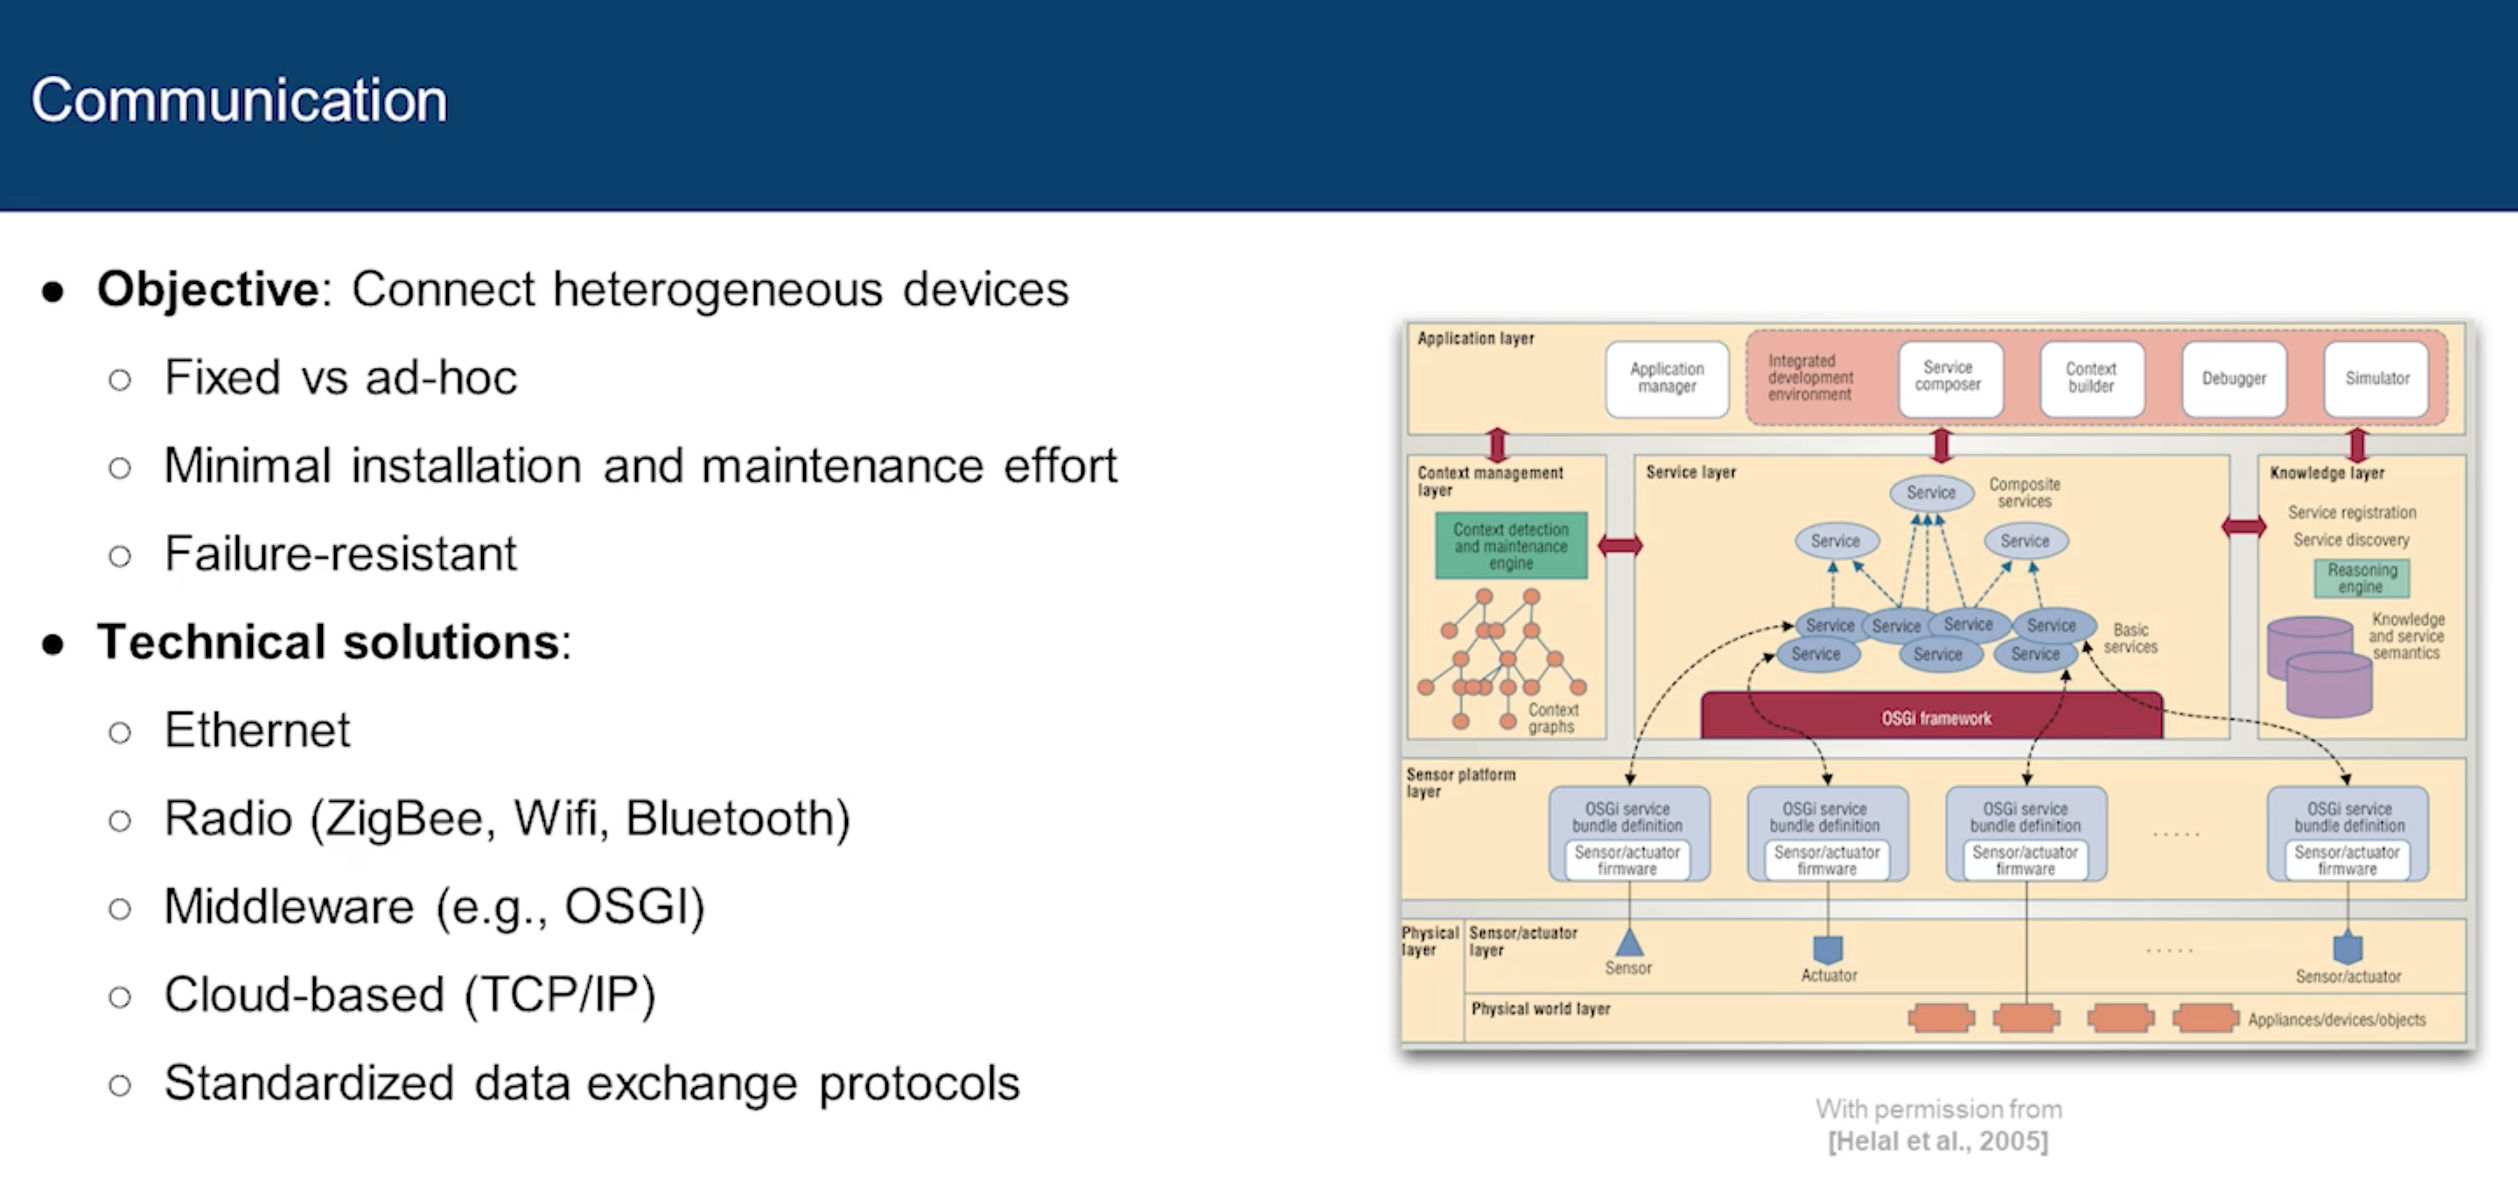 Communication
● Objective: Connect heterogeneous devices
○ Fixed vs ad-hoc
○ Minimal installation and maintenance effort
○ Failure-resistant
● Technical solutions:
○ Ethernet
○ Radio (ZigBee, Wifi, Bluetooth)
○ Middleware (e.g., OSGI)
○ Cloud-based (TCP/IP)
○ Standardized data exchange protocols
Application layer
Application
manager
Integrated
development
environment
Service
composer
Context
builder
Debugger
Simulator
Context management
layer
Context detection
and maintenance
engine
Context
graphs
Service layer
Service
Composite
services
Service
Service
Service
Service
Service
Service
Service
Service
Service
Basic
services
OSGi framework
Knowledge layer
Service registration
Service discovery
Reasoning
engine
Knowledge
and service
semantics
Sensor platform
layer
OSGi service
bundle definition
Sensor/actuator
firmware
OSGi service
bundle definition
Sensor/actuator
firmware
OSGi service
bundle definition
Sensor/actuator
firmware
.....
OSGi service
bundle definition
Sensor/actuator
firmware
Physical
layer
Sensor/actuator
layer
Sensor
Actuator
.....
Sensor/actuator
Physical world layer
Appliances/devices/objects
With permission from
[Helal et al., 2005]